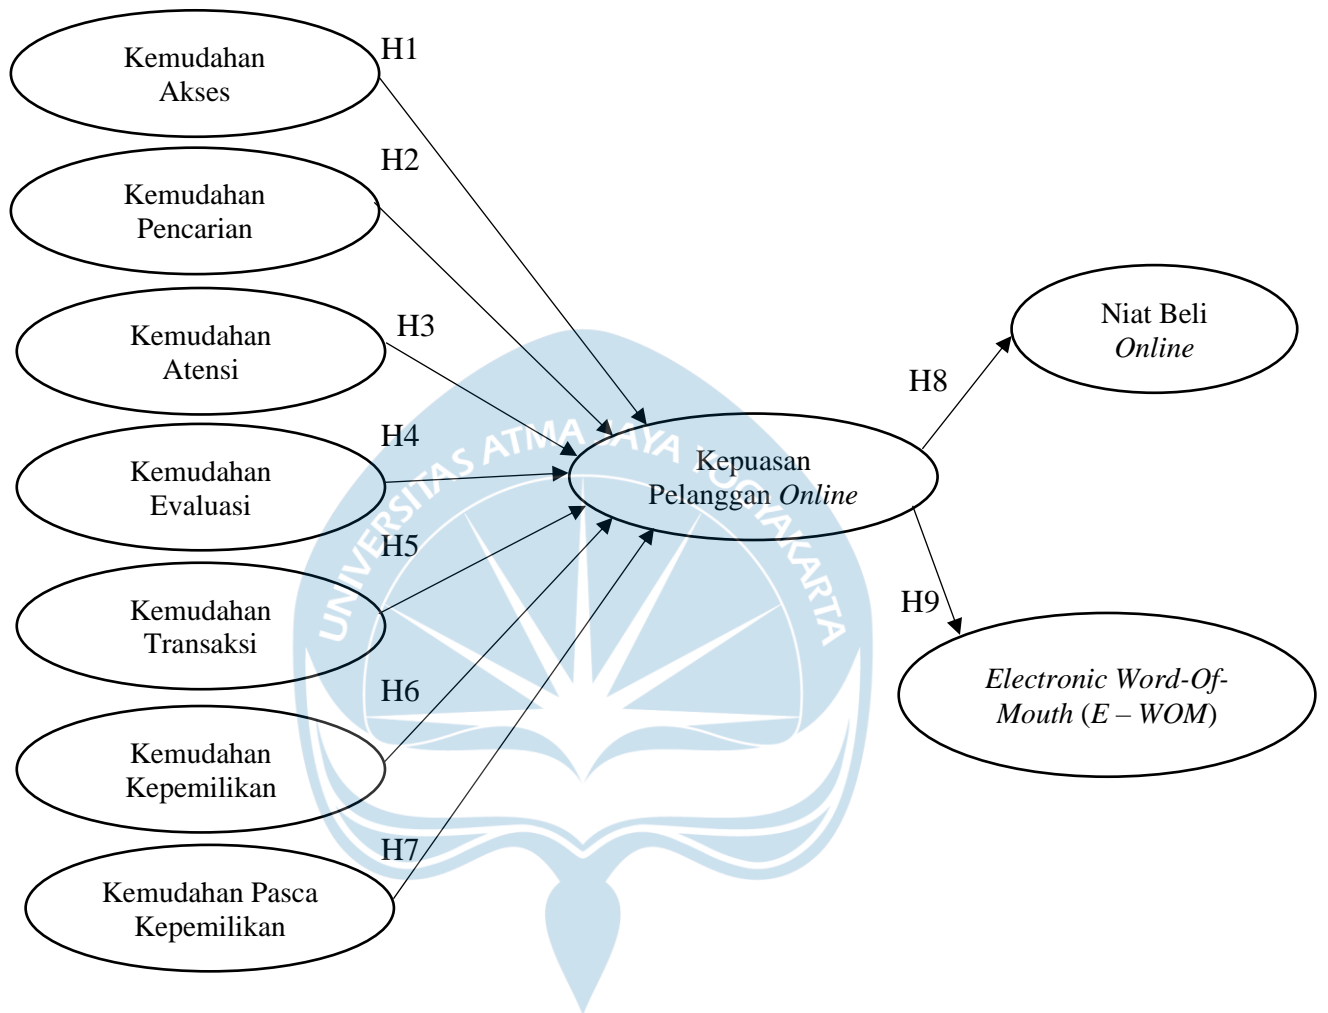 H1
Kemudahan
Akses
H2
Kemudahan
Pencarian
H3
Kemudahan
Atensi
H4
Kemudahan
Evaluasi
H5
Kemudahan
Transaksi
H6
Kemudahan
Kepemilikan
H7
Kemudahan Pasca
Kepemilikan
UNIVERSITAS ATMA JAYA YOGYAKARTA
Kepuasan
Pelanggan Online
H8
Niat Beli
Online
H9
Electronic Word-Of-
Mouth (E – WOM)